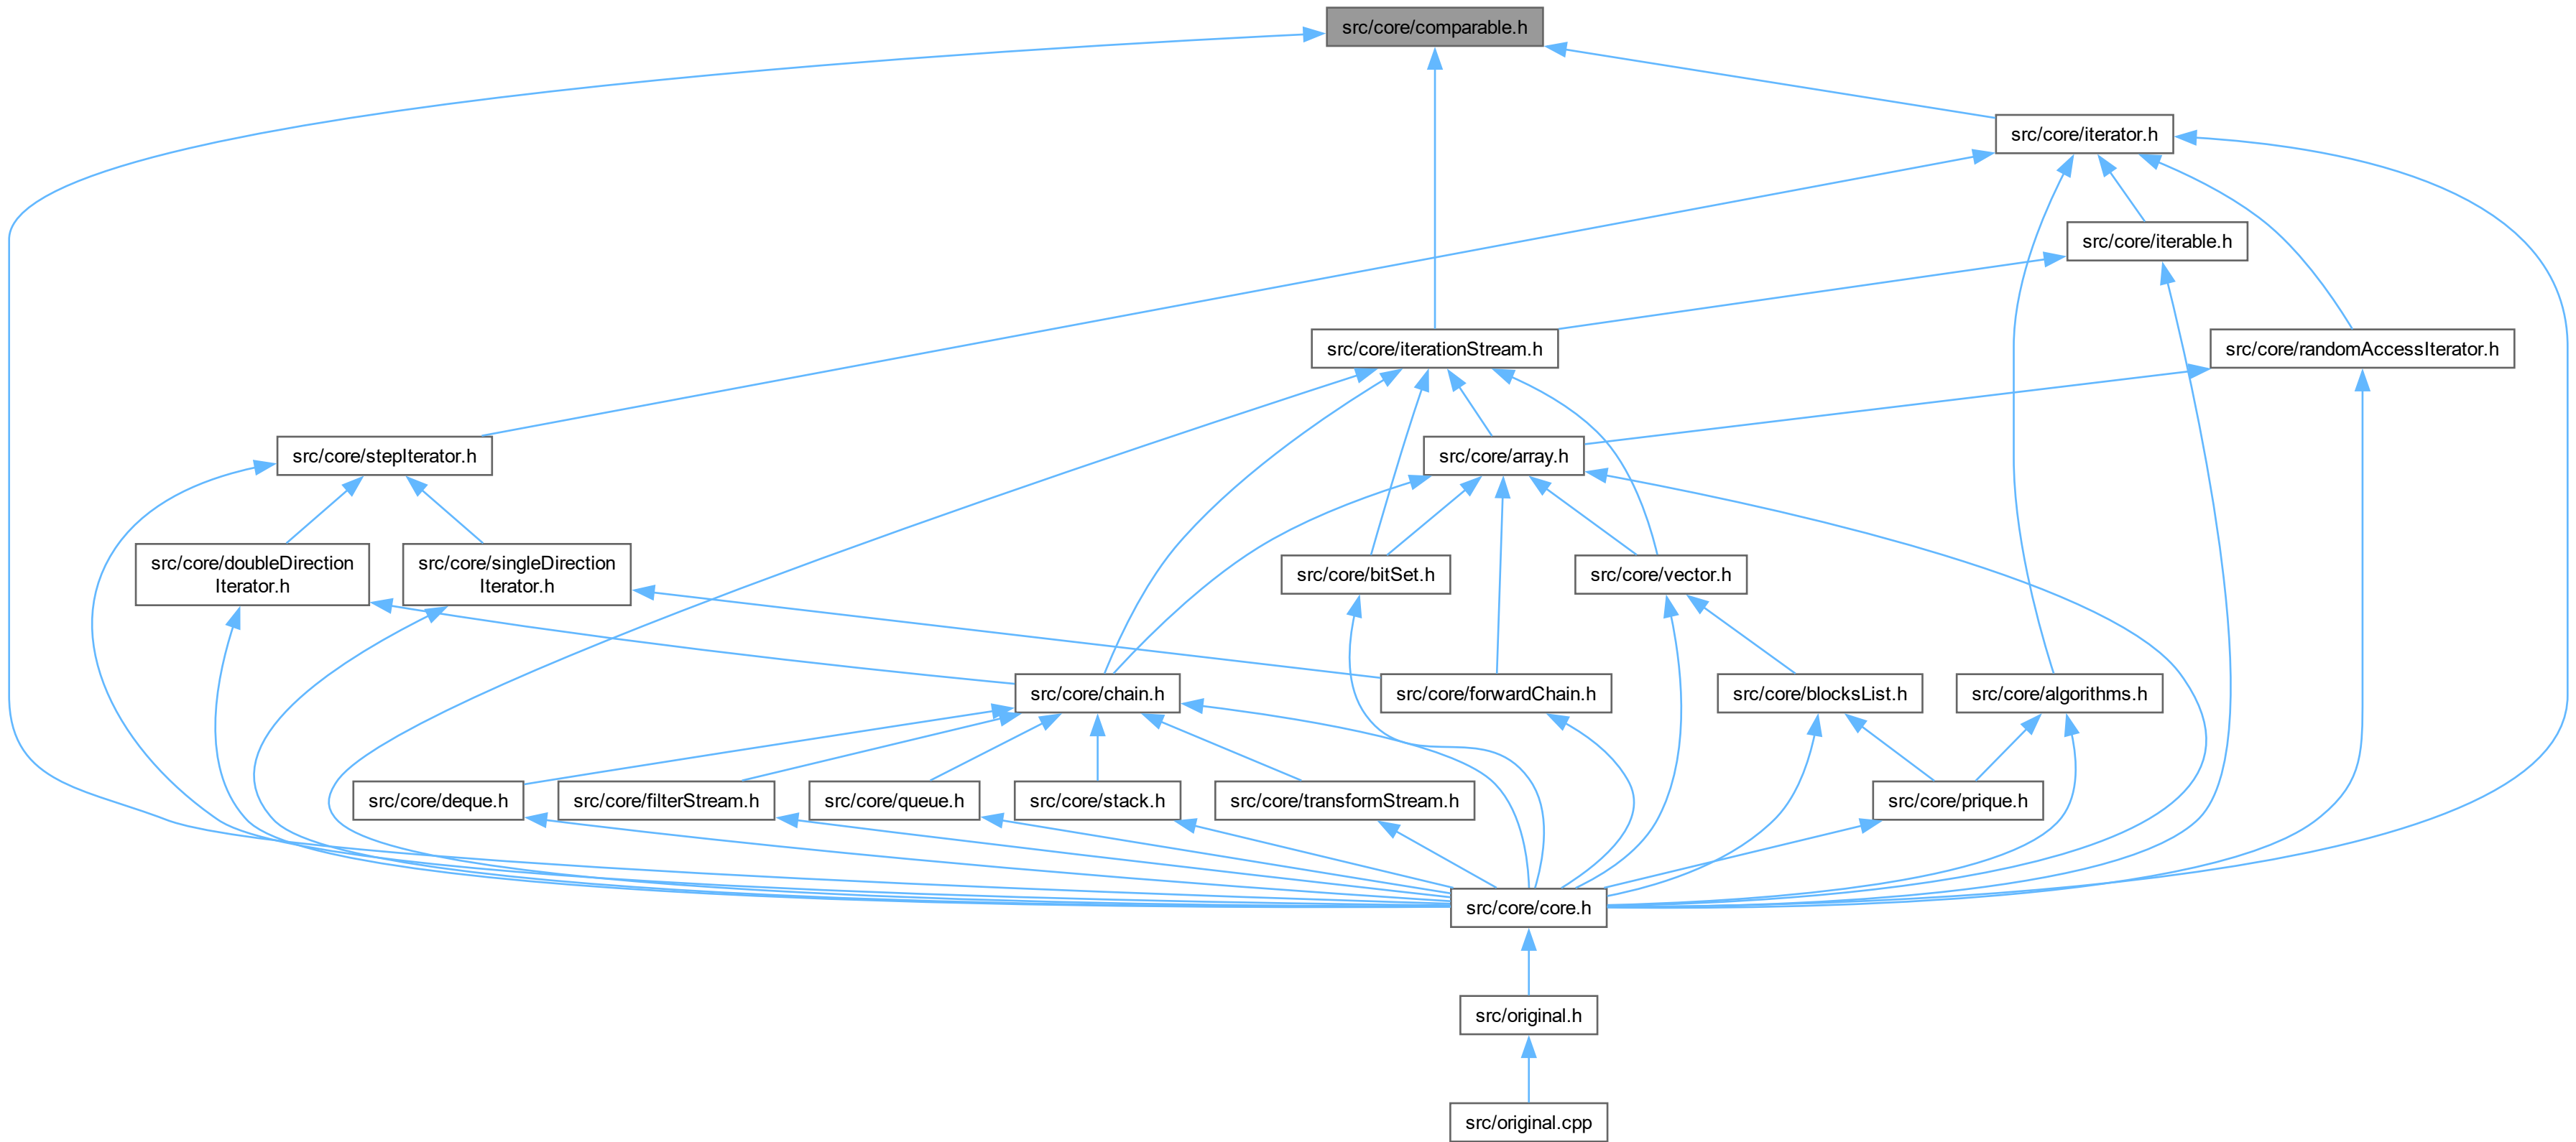 src/core/comparable.h
src/core/iterator.h
src/core/iterable.h
src/core/iterationStream.h
src/core/randomAccessIterator.h
src/core/stepIterator.h
src/core/array.h
src/core/doubleDirection
Iterator.h
src/core/singleDirection
Iterator.h
src/core/bitSet.h
src/core/vector.h
src/core/chain.h
src/core/forwardChain.h
src/core/blocksList.h
src/core/algorithms.h
src/core/deque.h
src/core/filterStream.h
src/core/queue.h
src/core/stack.h
src/core/transformStream.h
src/core/prique.h
src/core/core.h
src/original.h
src/original.cpp